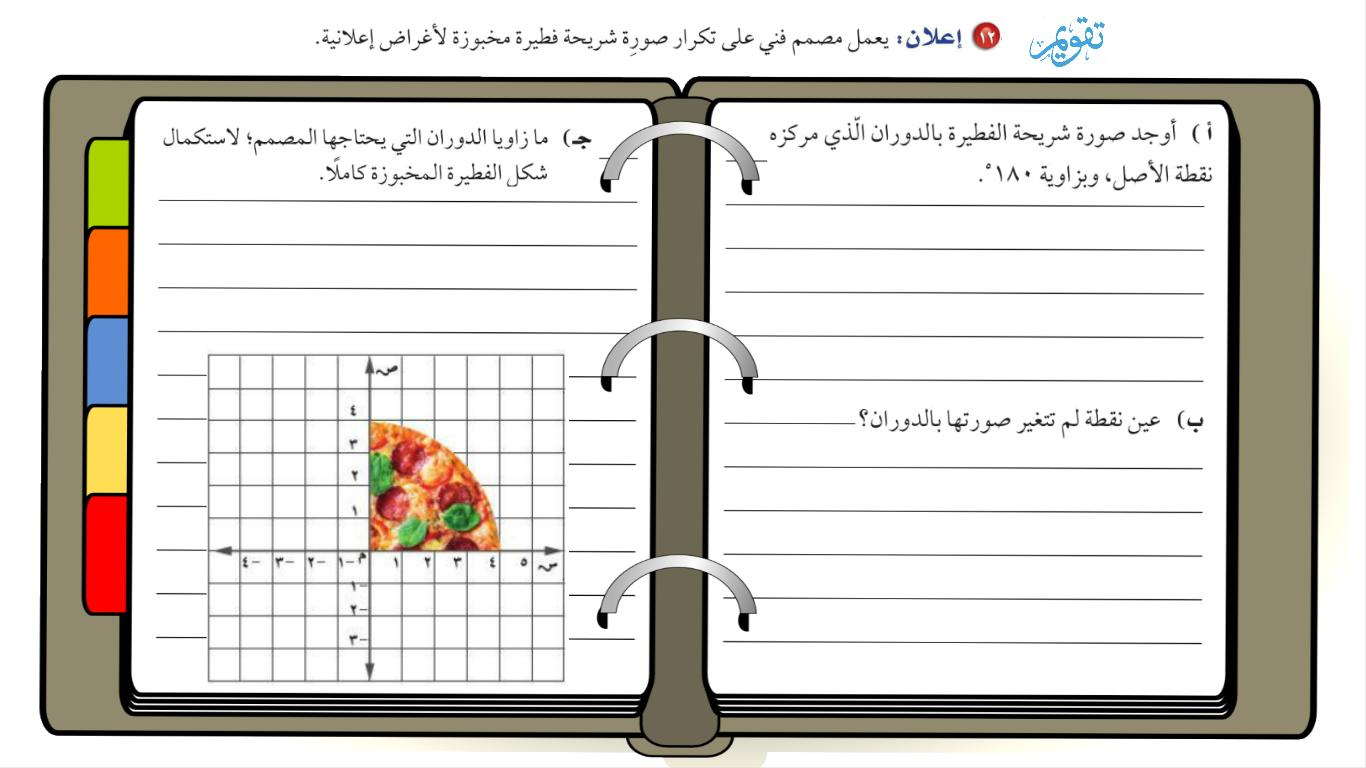 تقويم
١٢ إعلان: يعمل مصمم فني على تكرار صورةِ شريحة فطيرة مخبوزة لأغراض إعلانية.
أ ) أوجد صورة شريحة الفطيرة بالدوران الّذي مركزه
نقطة الأصل، وبزاوية ١٨٠°.
ب) عين نقطة لم تتغير صورتها بالدوران؟
جـ) ما زاويا الدوران التي يحتاجها المصمم؛ لاستكمال
شكل الفطيرة المخبوزة كاملًا.
ص
٤
٣
٢
١
٤- ٣- ٢- ١- م ١ ٢ ٣ ٤ ٥ س
١-
٢-
٣-